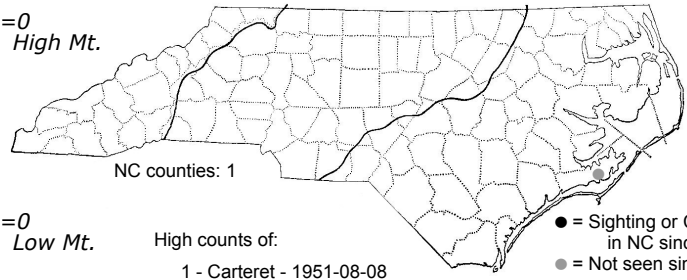 =0
High Mt.
NC counties: 1
=0
Low Mt.
High counts of:
1 - Carteret - 1951-08-08
● = Sighting or
in NC sinc
● = Not seen sin